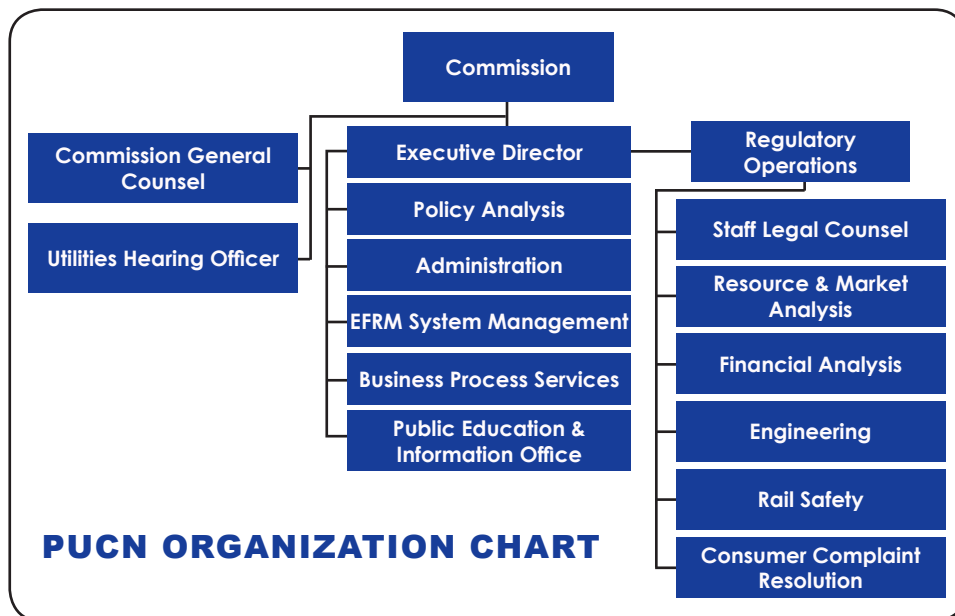 Commission
Commission General
Counsel
Utilities Hearing Officer
Executive Director
Policy Analysis
Administration
EFRM System Management
Business Process Services
Public Education &
Information Office
Regulatory
Operations
Staff Legal Counsel
Resource & Market
Analysis
Financial Analysis
Engineering
Rail Safety
Consumer Complaint
Resolution
PUCN ORGANIZATION CHART